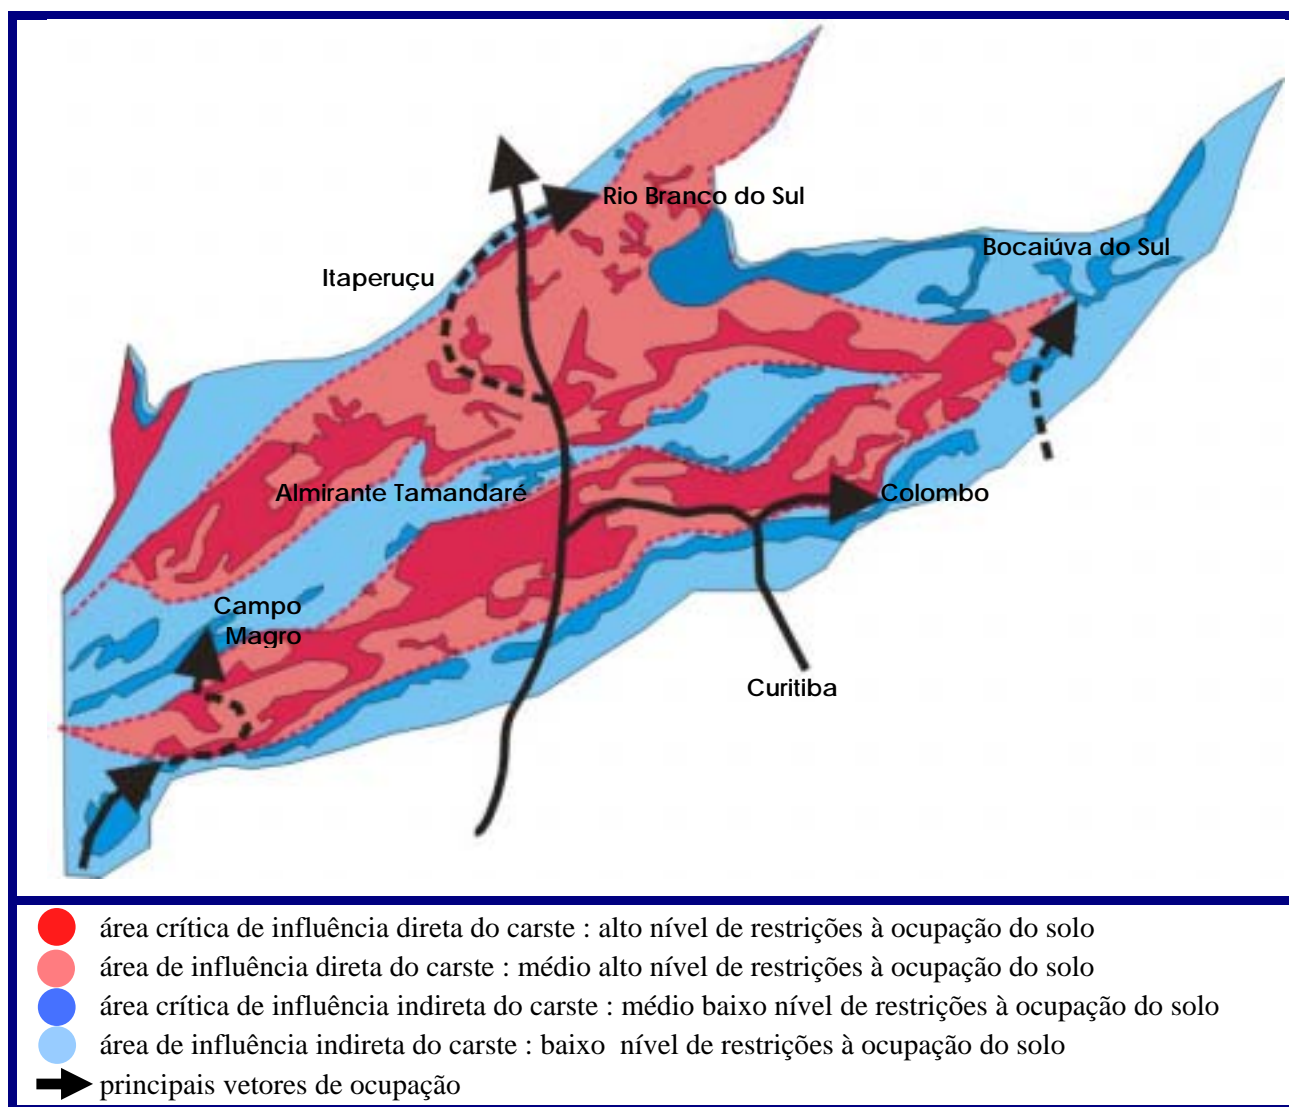 Rio Branco do Sul
Bocaiúva do Sul
Itaperuçu
Almirante Tamandaré
Colombo
Campo
Magro
Curitiba
área crítica de influência direta do carste : alto nível de restrições à ocupação do solo
área de influência direta do carste : médio alto nível de restrições à ocupação do solo
área crítica de influência indireta do carste : médio baixo nível de restrições à ocupação do solo
área de influência indireta do carste : baixo nível de restrições à ocupação do solo
principais vetores de ocupação